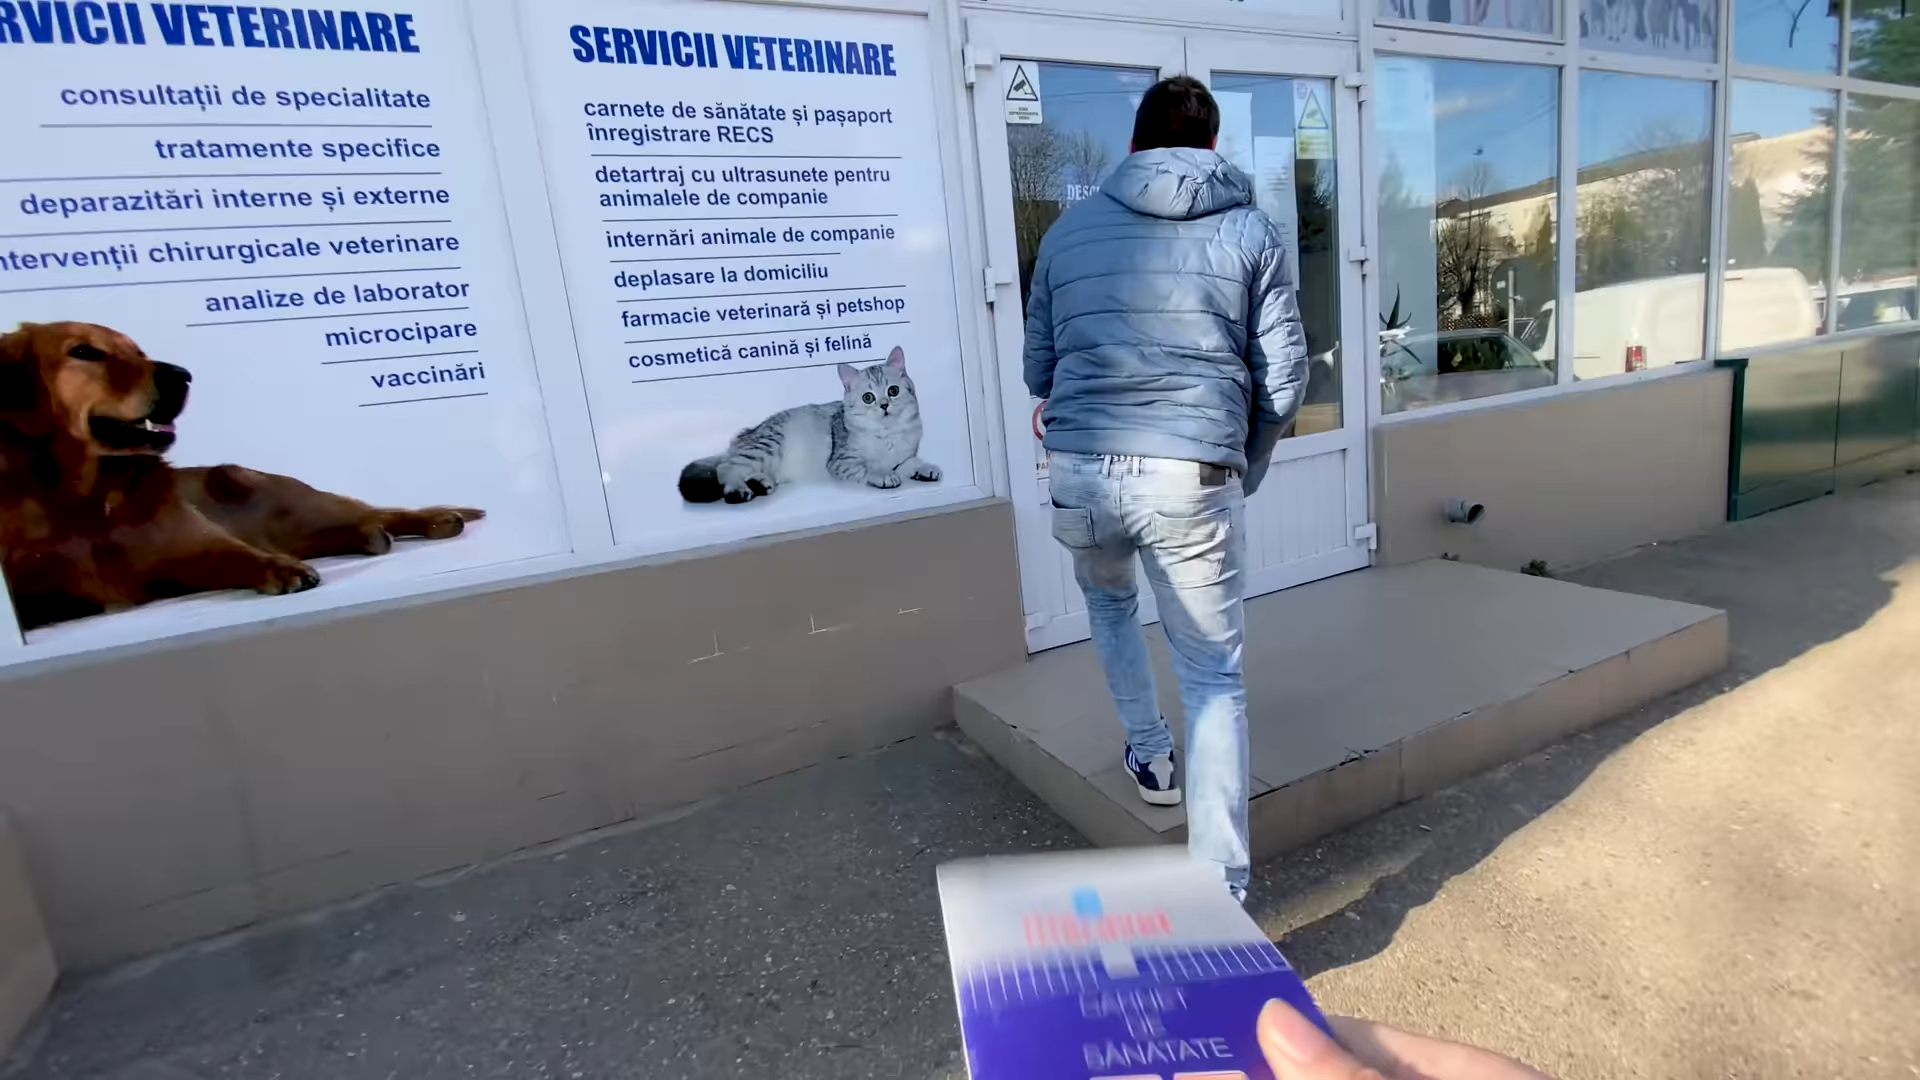 RVICII VETERINARE
consultații de specialitate
tratamente specifice
deparazitări interne și externe
ntervenții chirurgicale veterinare
analize de laborator
microcipare
vaccinări
SERVICII VETERINARE
carnete de sănătate și pașaport
înregistrare RECS
detartraj cu ultrasunete pentru
animalele de companie
internări animale de companie
deplasare la domiciliu
farmacie veterinară și petshop
cosmetică canină și felină
DESC
CARNET
DE
SĂNĂTATE